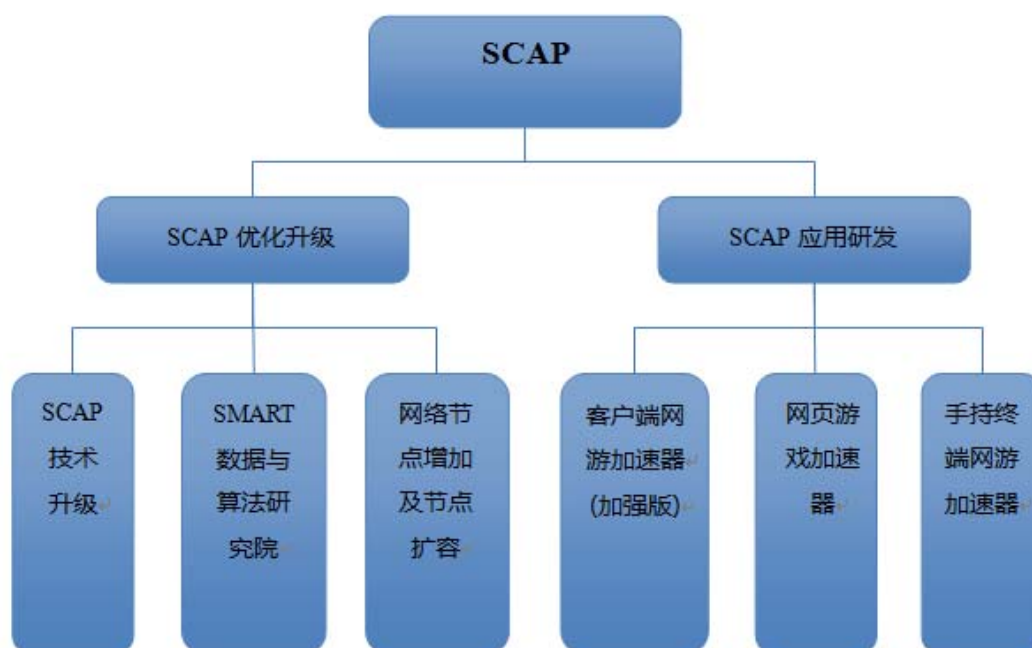 SCAP
SCAP 优化升级
SCAP 应用研发
SCAP
技术
升级
SMART
数据与
算法研
究院
网络节
点增加
及节点
扩容
客户端网
游加速器
(加强版)
网页游
戏加速
器
手持终
端网游
加速器